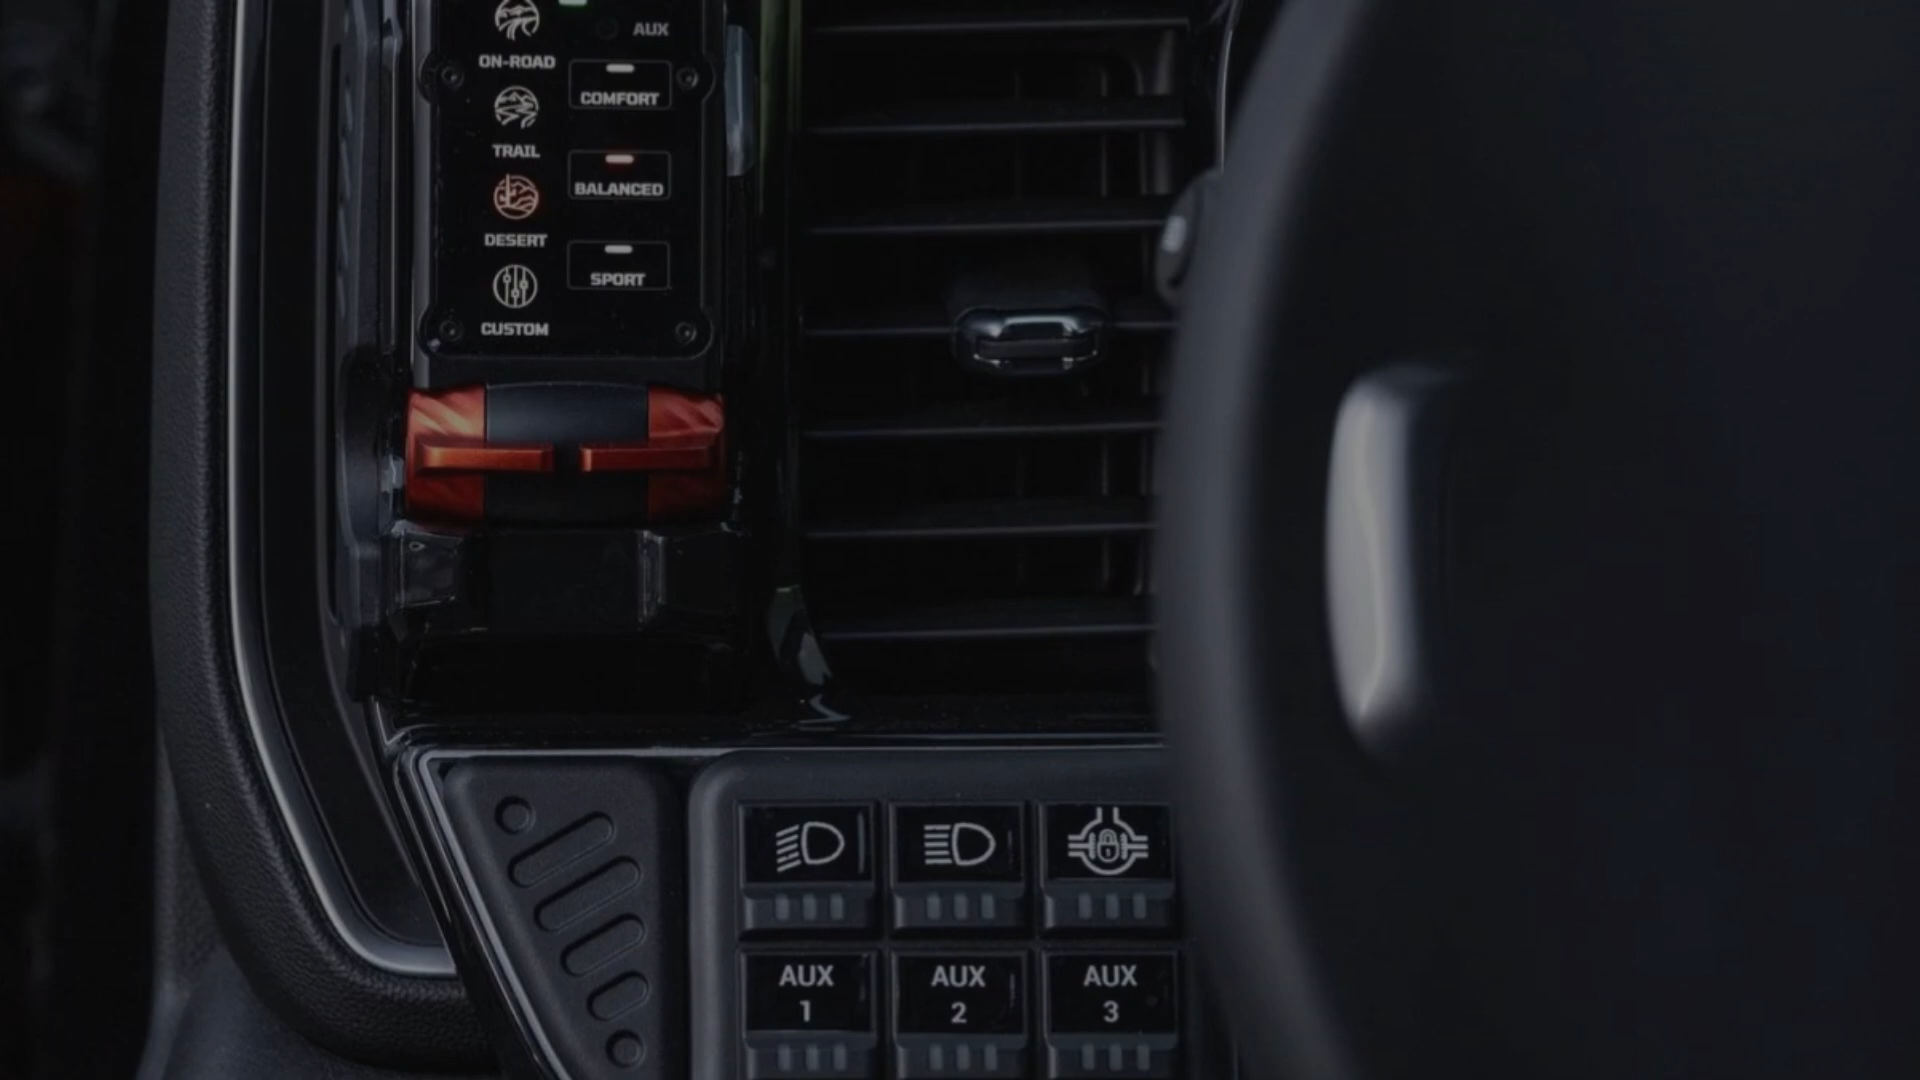 AUX
ON-ROAD
COMFORT
TRAIL
BALANCED
DESERT
SPORT
CUSTOM
AUX
1
AUX
2
AUX
3